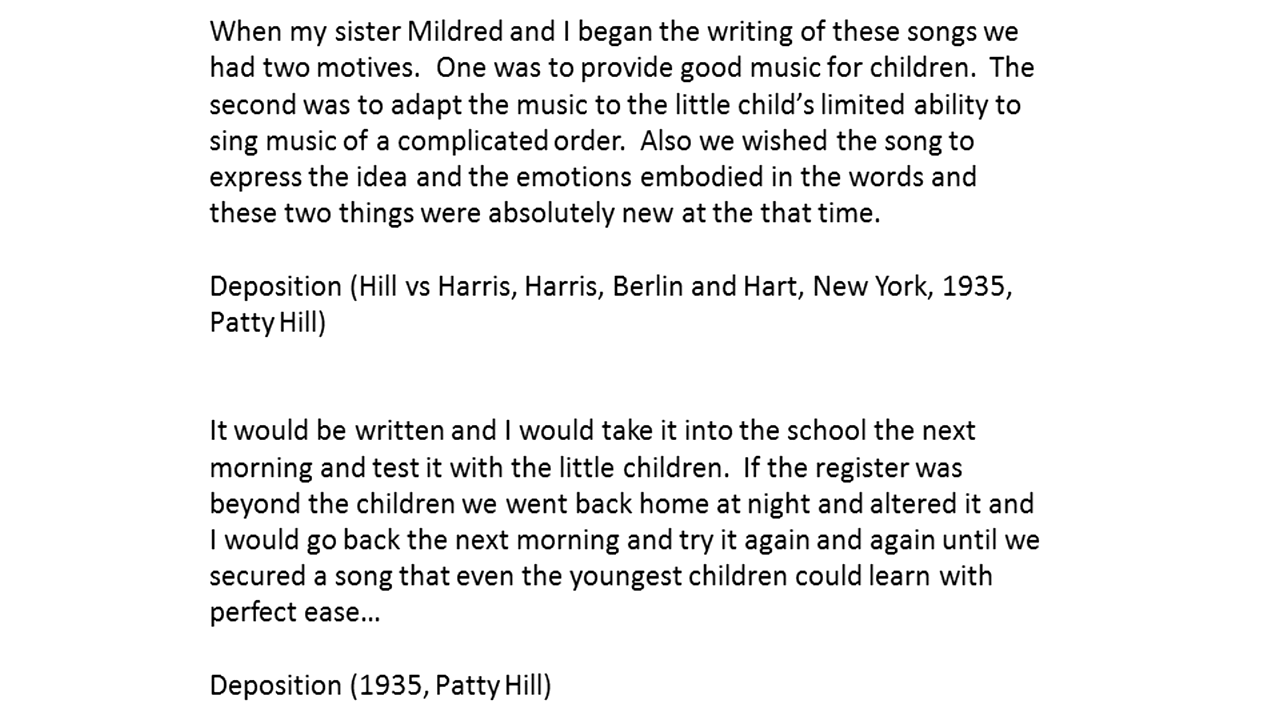 When my sister Mildred and I began the writing of these songs we
had two motives.  One was to provide good music for children.  The
second was to adapt the music to the little child’s limited ability to
sing music of a complicated order.  Also we wished the song to
express the idea and the emotions embodied in the words and
these two things were absolutely new at the that time.
Deposition (Hill vs Harris, Harris, Berlin and Hart, New York, 1935,
Patty Hill)
It would be written and I would take it into the school the next
morning and test it with the little children.  If the register was
beyond the children we went back home at night and altered it and
I would go back the next morning and try it again and again until we
secured a song that even the youngest children could learn with
perfect ease…
Deposition (1935, Patty Hill)